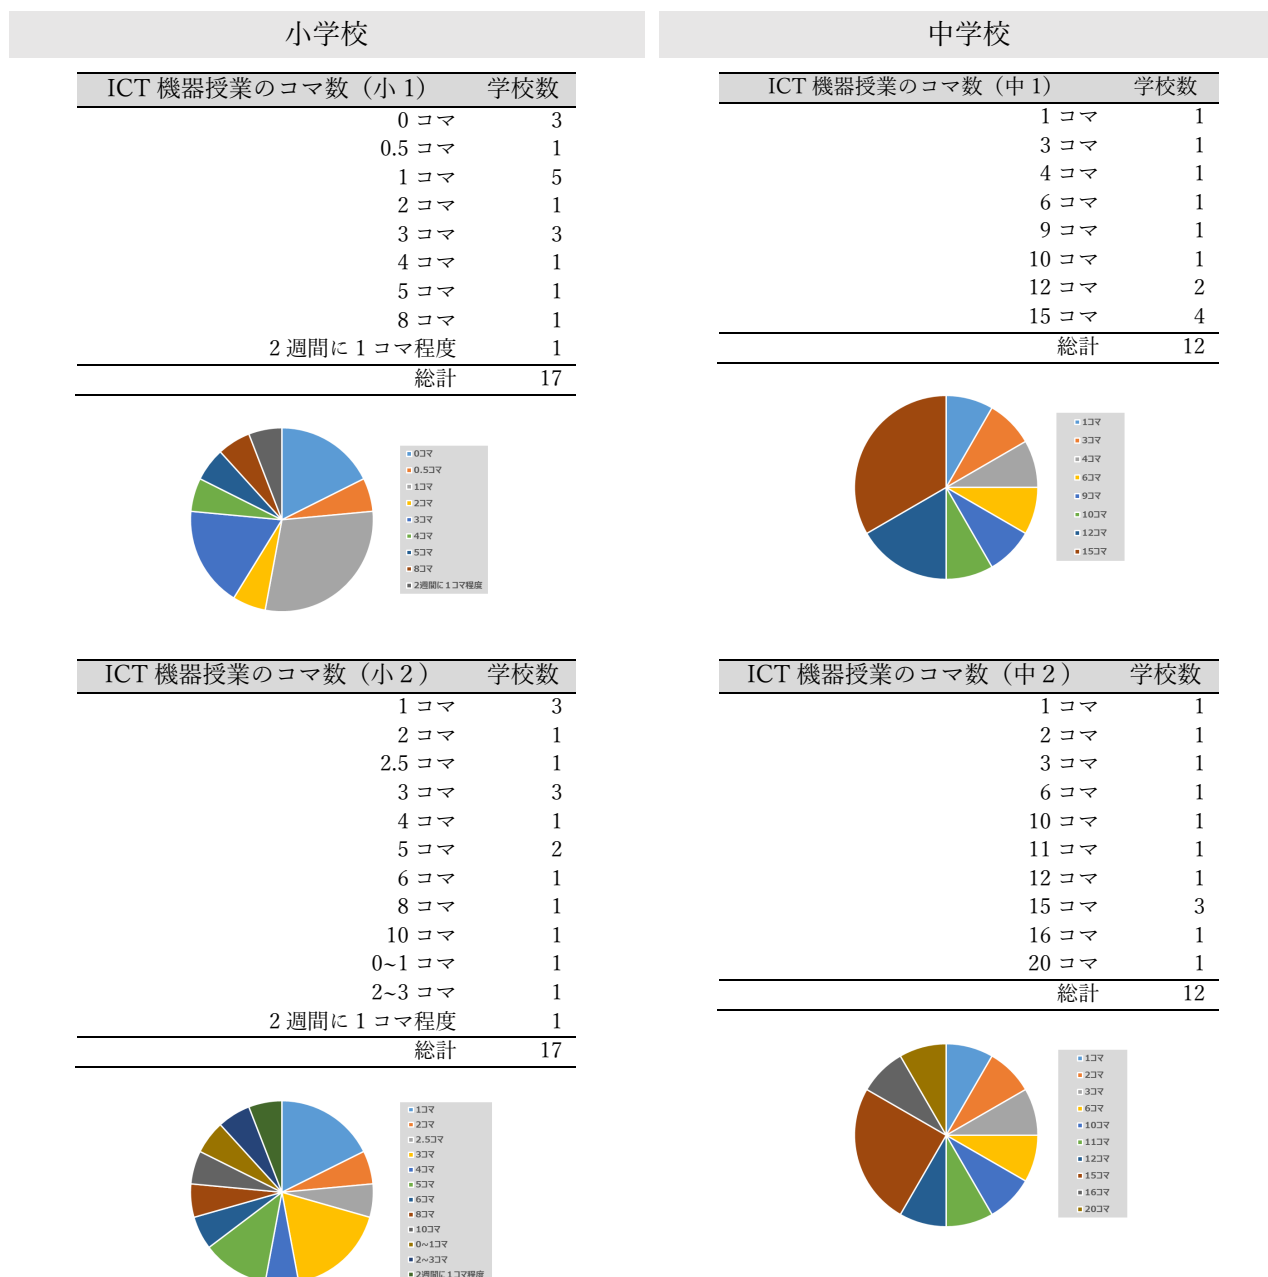 小学校
ICT 機器授業のコマ数（小 1） 学校数
0 コマ 3
0.5 コマ 1
1 コマ 5
2 コマ 1
3 コマ 3
4 コマ 1
5 コマ 1
8 コマ 1
2 週間に 1 コマ程度 1
総計 17
0コマ
0.5コマ
1コマ
2コマ
3コマ
4コマ
5コマ
8コマ
2週間に１コマ程度
ICT 機器授業のコマ数（小２） 学校数
1 コマ 3
2 コマ 1
2.5 コマ 1
3 コマ 3
4 コマ 1
5 コマ 2
6 コマ 1
8 コマ 1
10 コマ 1
0~1 コマ 1
2~3 コマ 1
2 週間に 1 コマ程度 1
総計 17
1コマ
2コマ
2.5コマ
3コマ
4コマ
5コマ
6コマ
8コマ
10コマ
0~1コマ
2~3コマ
2週間に１コマ程度
中学校
ICT 機器授業のコマ数（中 1） 学校数
1 コマ 1
3 コマ 1
4 コマ 1
6 コマ 1
9 コマ 1
10 コマ 1
12 コマ 2
15 コマ 4
総計 12
1コマ
3コマ
4コマ
6コマ
9コマ
10コマ
12コマ
15コマ
ICT 機器授業のコマ数（中２） 学校数
1 コマ 1
2 コマ 1
3 コマ 1
6 コマ 1
10 コマ 1
11 コマ 1
12 コマ 1
15 コマ 3
16 コマ 1
20 コマ 1
総計 12
1コマ
2コマ
3コマ
6コマ
10コマ
11コマ
12コマ
15コマ
16コマ
20コマ